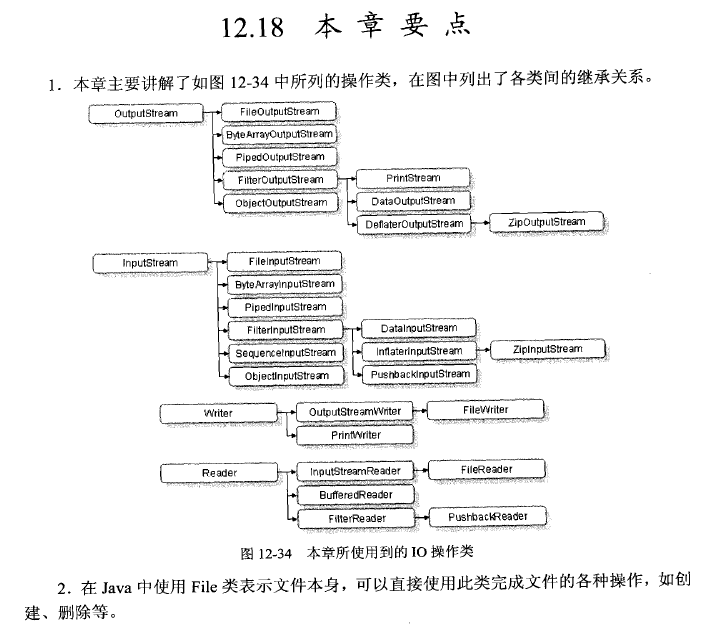 12.18 本章要点
1．本章主要讲解了如图 12-34 中所列的操作类，在图中列出了各类间的继承关系。
OutputStream
FileOutputStream
ByteArrayOutputStream
PipedOutputStream
FilterOutputStream
PrintStream
ObjectOutputStream
DataOutputStream
DeflaterOutputStream
ZipOutputStream
InputStream
FileInputStream
ByteArrayInputStream
PipedInputStream
FilterInputStream
DataInputStream
SequenceInputStream
InflaterInputStream
ZipInputStream
ObjectInputStream
PushbackInputStream
Writer
OutputStreamWriter
FileWriter
PrintWriter
Reader
InputStreamReader
FileReader
BufferedReader
FilterReader
PushbackReader
图 12-34 本章所使用到的 IO 操作类
2．在 Java 中使用 File 类表示文件本身，可以直接使用此类完成文件的各种操作，如创
建、删除等。